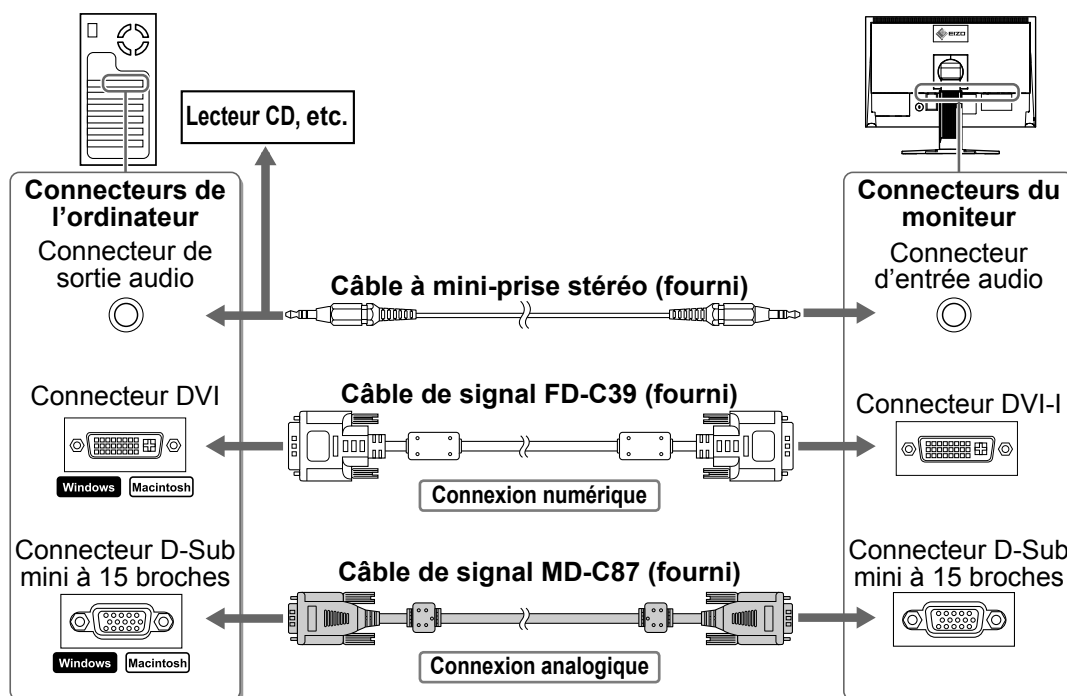 EIZO
Lecteur CD, etc.
Connecteurs de
l’ordinateur
Connecteur de
sortie audio
Câble à mini-prise stéréo (fourni)
Connecteurs du
moniteur
Connecteur
d'entrée audio
Connecteur DVI
Windows
Macintosh
Câble de signal FD-C39 (fourni)
Connexion numérique
Connecteur DVI-I
Connecteur D-Sub
mini à 15 broches
Windows
Macintosh
Câble de signal MD-C87 (fourni)
Connexion analogique
Connecteur D-Sub
mini à 15 broches